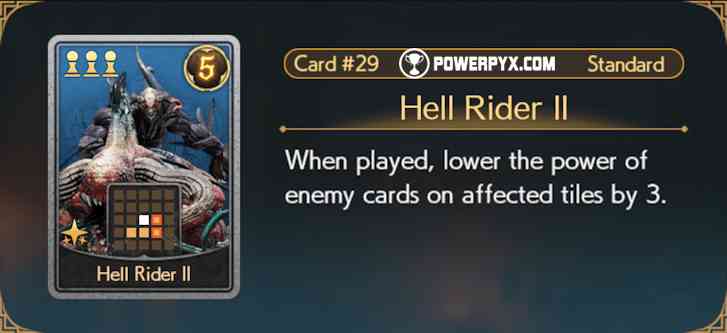 5
Hell Rider II
Card #29
POWERPYX.COM
Standard
Hell Rider II
When played, lower the power of
enemy cards on affected tiles by 3.